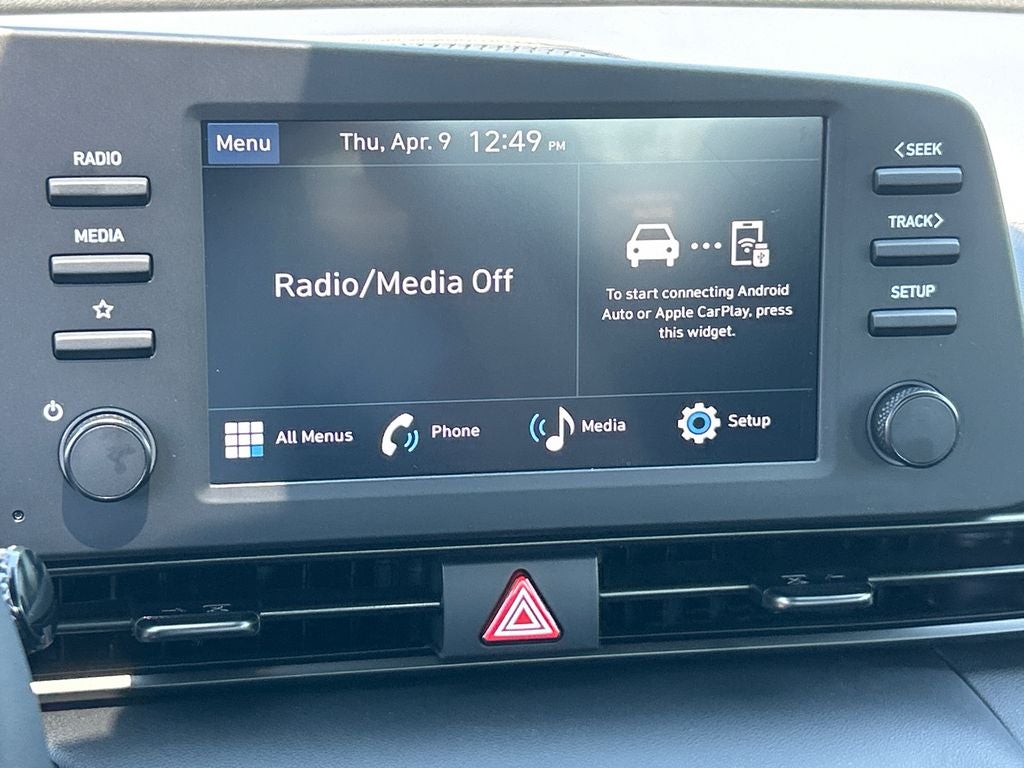 Menu
Thu, Apr. 9 12:49 PM
RADIO
MEDIA
<SEEK
TRACK>
SETUP
Radio/Media Off
To start connecting Android
Auto or Apple CarPlay, press
this widget.
All Menus
Phone
Media
Setup